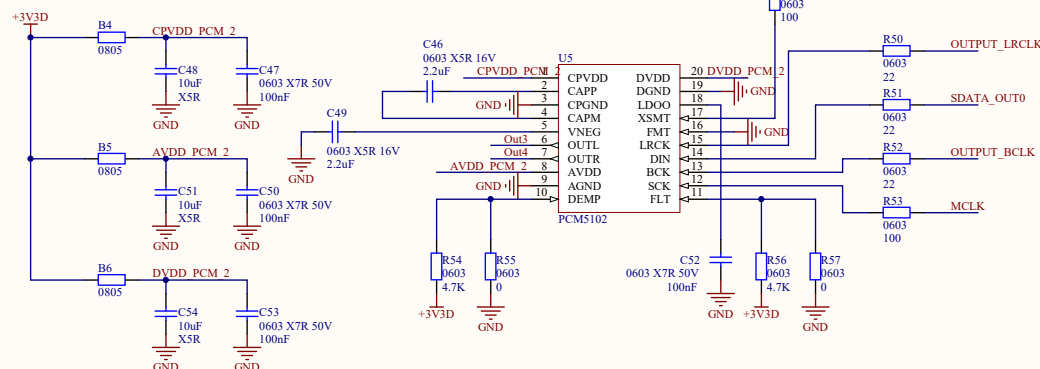 +3V3D
B4
0805
CPVDD_PCM_2
C48
10uF
X5R
GND
C47
0603 X7R 50V
100nF
GND
B5
0805
AVDD_PCM_2
C51
10uF
X5R
GND
C50
0603 X7R 50V
100nF
GND
B6
0805
DVDD_PCM_2
C54
10uF
X5R
GND
C53
0603 X7R 50V
100nF
GND
C46
0603 X5R 16V
2.2uF
C49
0603 X5R 16V
2.2uF
GND
U5
CPVDD_PCM_2
1 CPVDD
2 CAPP
GND
3 CPGND
4 CAPM
5 VNEG
Out3
6 OUTL
Out4
7 OUTR
AVDD_PCM_2
8 AVDD
GND
9 AGND
10 DEMP
DVDD 20
DVDD_PCM_2
DGND 19
GND
LDOO 18
XSMT 17
FMT 16
GND
LRCK 15
DIN 14
BCK 13
SCK 12
FLT 11
PCM5102
0603
100
R50
0603
22
OUTPUT_LRCLK
R51
0603
22
SDATA_OUT0
R52
0603
22
OUTPUT_BCLK
R53
0603
100
MCLK
R54
0603
4.7K
+3V3D
R55
0603
0
GND
C52
0603 X7R 50V
100nF
GND
R56
0603
4.7K
+3V3D
R57
0603
0
GND